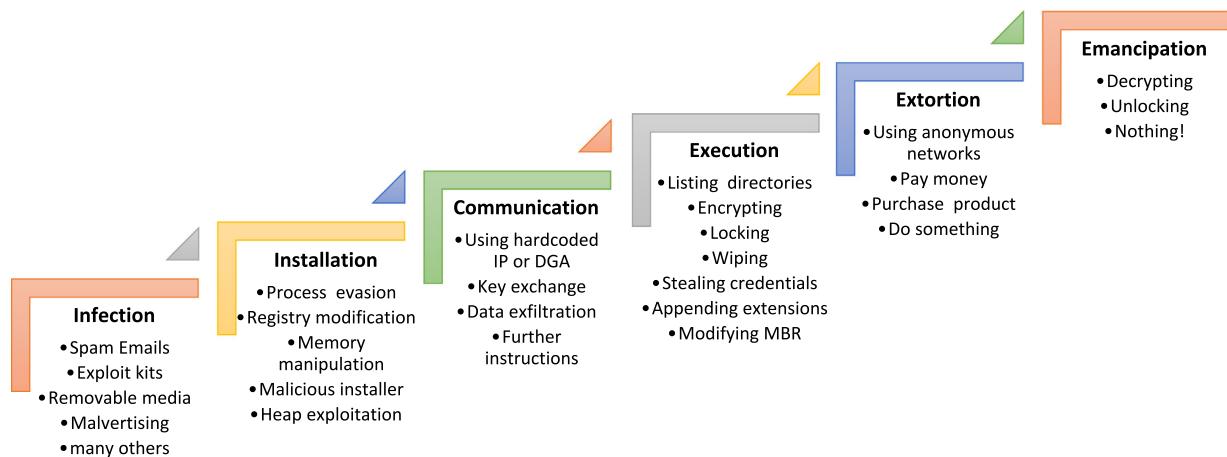 Infection
• Spam Emails
• Exploit kits
• Removable media
• Malvertising
• many others
Installation
• Process evasion
• Registry modification
• Memory
manipulation
• Malicious installer
• Heap exploitation
Communication
• Using hardcoded
IP or DGA
• Key exchange
• Data exfiltration
• Further
instructions
Execution
• Listing directories
• Encrypting
• Locking
• Wiping
• Stealing credentials
• Appending extensions
• Modifying MBR
Extortion
• Using anonymous
networks
• Pay money
• Purchase product
• Do something
Emancipation
• Decrypting
• Unlocking
• Nothing!